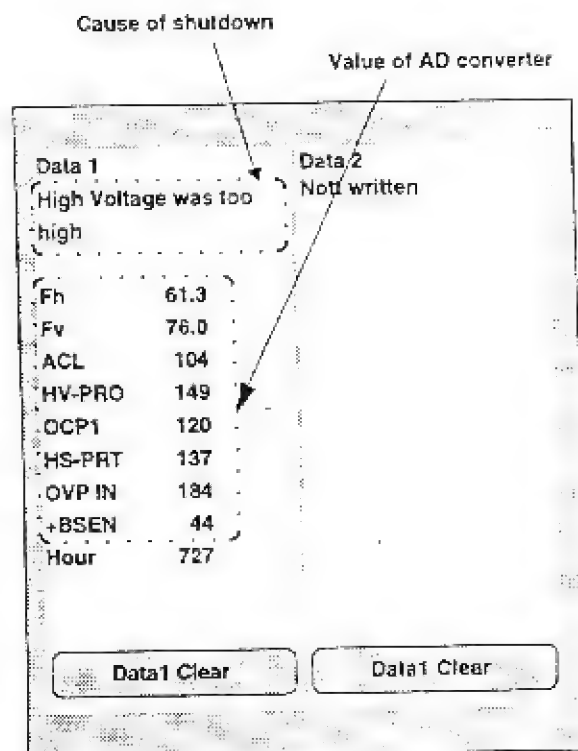 Cause of shutdown
Value of AD converter
Data 1
High Voltage was too
high
Data 2
Nott written
Fh 61.3
Fv 76.0
ACL 104
HV-PRO 149
OCP1 120
HS-PRT 137
OVP IN 184
+BSEN 44
Hour 727
Data1 Clear
Data1 Clear